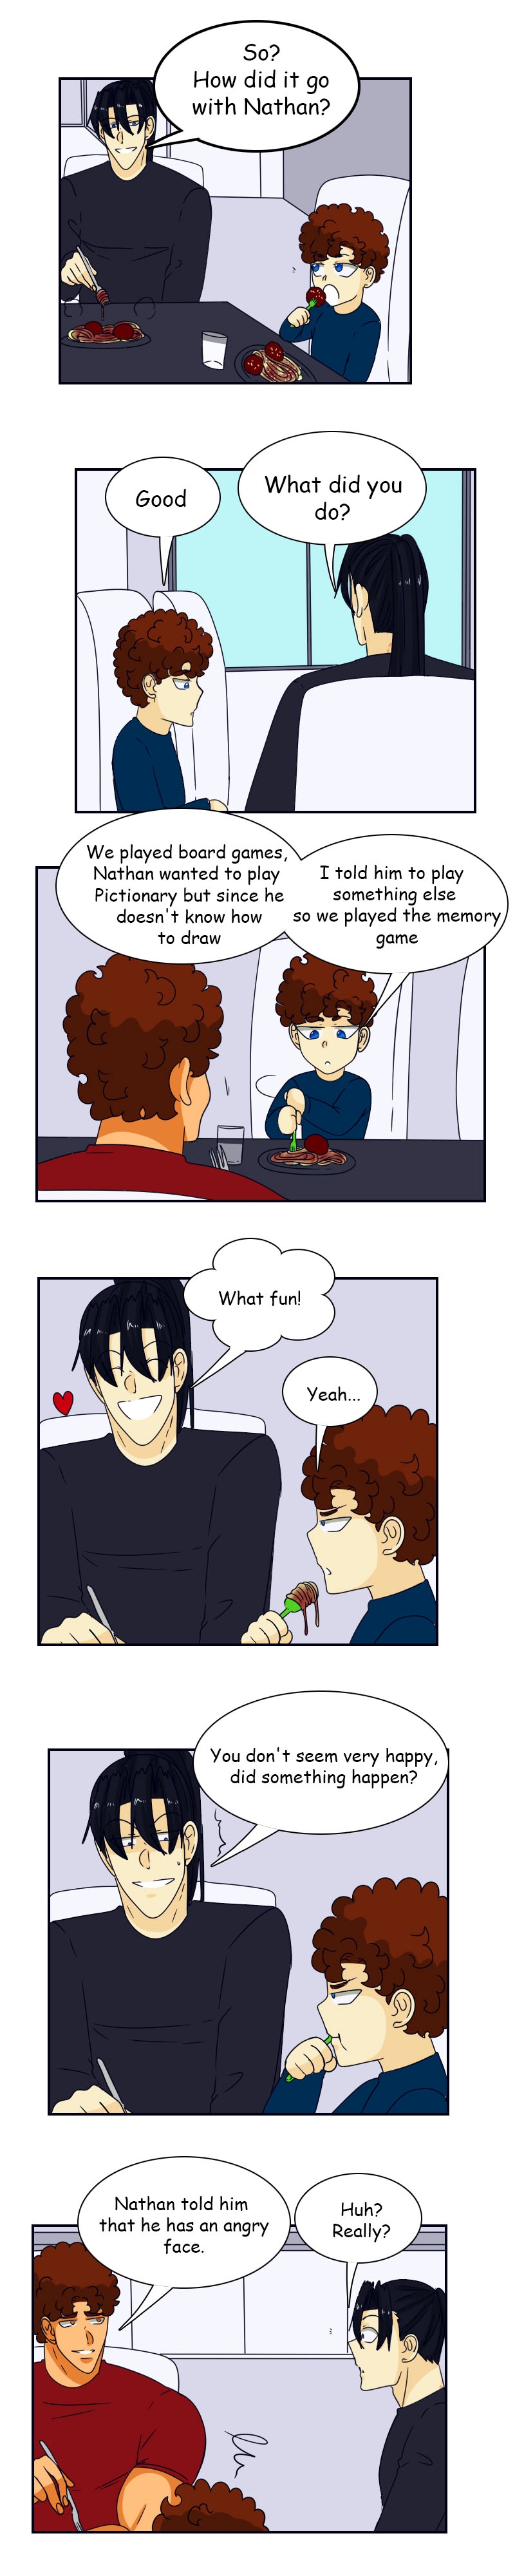 So?
How did it go
with Nathan?
Good
What did you
do?
We played board games,
Nathan wanted to play
Pictionary but since he
doesn't know how
to draw
I told him to play
something else
so we played the memory
game
What fun!
Yeah...
You don't seem very happy,
did something happen?
Nathan told him
that he has an angry
face.
Huh?
Really?